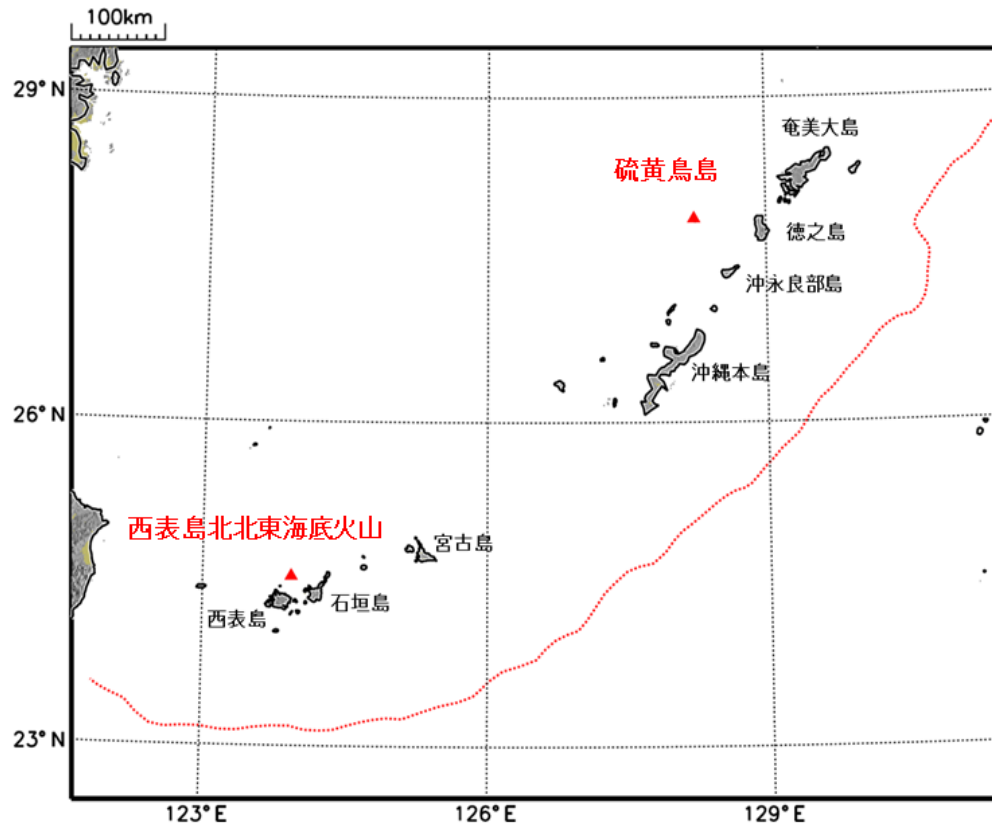 100km
29°N
奄美大島
硫黄鳥島
徳之島
沖永良部島
沖縄本島
26°N
西表島北北東海底火山
宮古島
石垣島
西表島
23°N
123°E
126°E
129°E